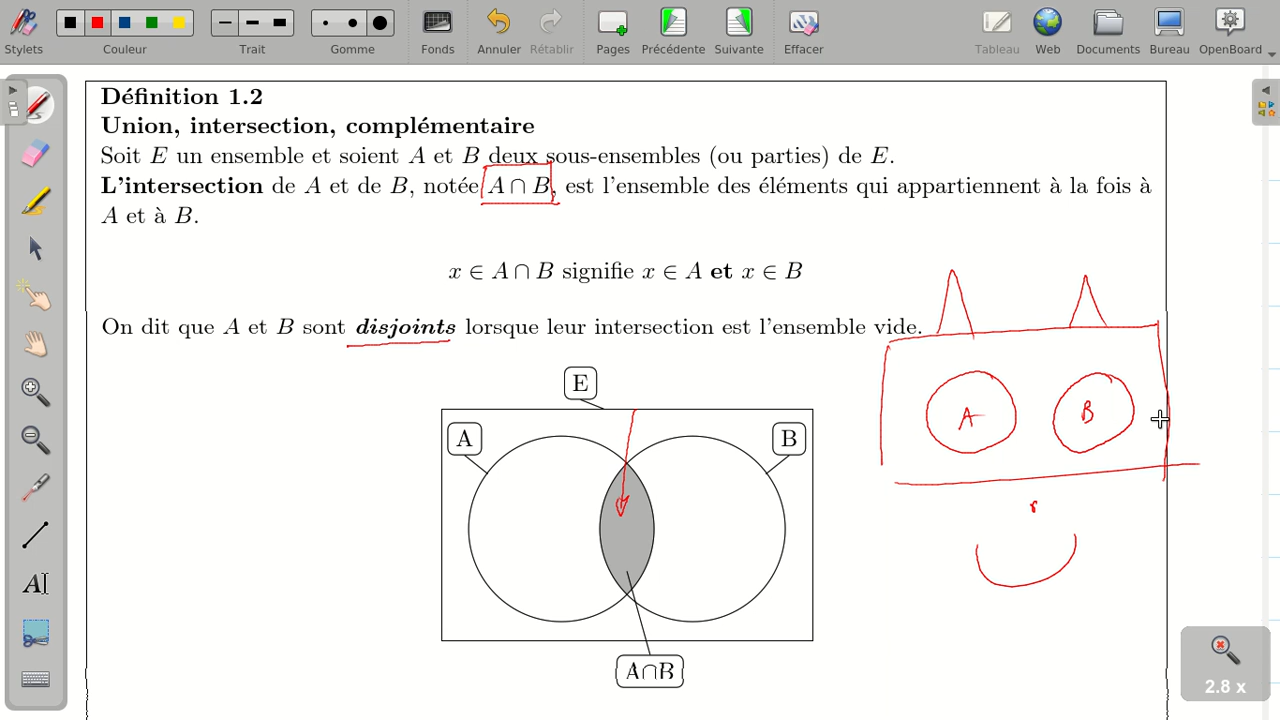 Stylets
Couleur
Trait
Gomme
Fonds
Annuler
Rétablir
Pages
Précédente
Suivante
Effacer
Tableau
Web
Documents
Bureau
OpenBoard
Définition 1.2
Union, intersection, complémentaire
Soit E un ensemble et soient A et B deux sous-ensembles (ou parties) de E.
L'intersection de A et de B, notée A ∩ B, est l'ensemble des éléments qui appartiennent à la fois à
A et à B.
x ∈ A ∩ B signifie x ∈ A et x ∈ B
On dit que A et B sont disjoints lorsque leur intersection est l'ensemble vide.
E
A
B
A
B
A∩B
A
2.8 x